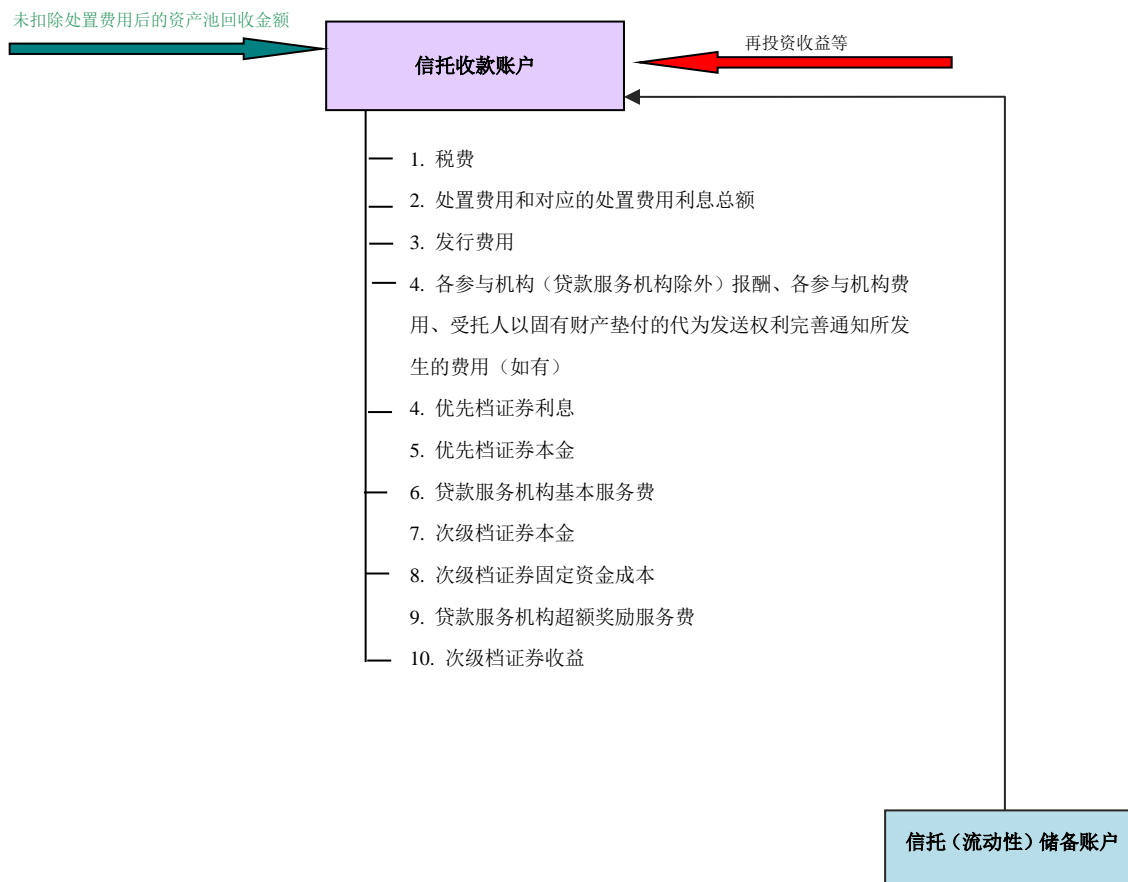 未扣除处置费用后的资产池回收金额
再投资收益等
信托收款账户
1. 税费
2. 处置费用和对应的处置费用利息总额
3. 发行费用
4. 各参与机构（贷款服务机构除外）报酬、各参与机构费
用、受托人以固有财产垫付的代为发送权利完善通知所发
生的费用（如有）
4. 优先档证券利息
5. 优先档证券本金
6. 贷款服务机构基本服务费
7. 次级档证券本金
8. 次级档证券固定资金成本
9. 贷款服务机构超额奖励服务费
10. 次级档证券收益
信托（流动性）储备账户